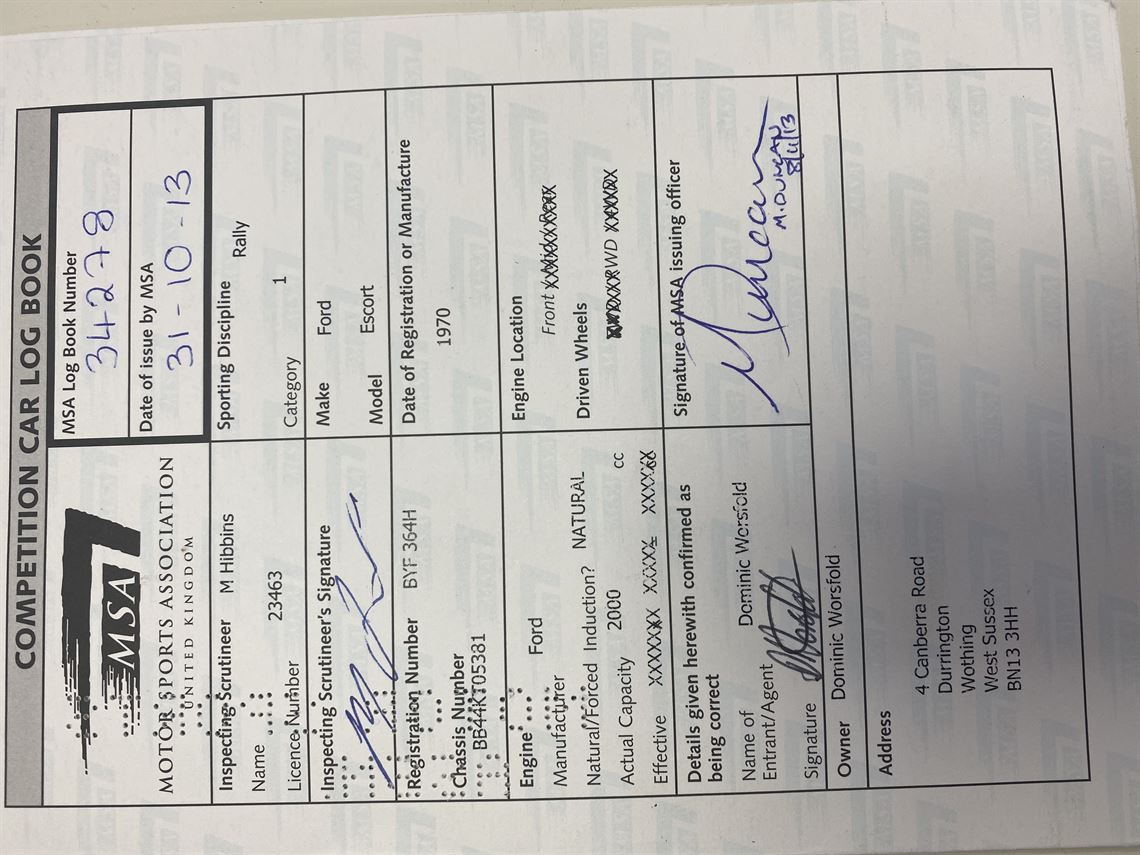 COMPETITION CAR LOG BOOK
MSA
MOTOR SPORTS ASSOCIATION
UNITED KINGDOM
MSA Log Book Number
34278
Date of issue by MSA
31-10-13
Inspecting Scrutineer
Name M Hibbins
Licence Number 23463
Sporting Discipline
Rally
Category 1
Inspecting Scrutineer's Signature
Make Ford
Model Escort
Registration Number BYF 364H
Chassis Number
BB44KT05381
Date of Registration or Manufacture
1970
Engine
Manufacturer Ford
Natural/Forced Induction? NATURAL
Actual Capacity 2000 cc
Effective
Engine Location
Front
Driven Wheels
RWD
Details given herewith confirmed as
being correct
Name of
Entrant/Agent Dominic Worsfold
Signature
Signature of MSA issuing officer
M. DUNCAN
8/11/13
Owner Dominic Worsfold
Address
4 Canberra Road
Durrington
Wothing
West Sussex
BN13 3HH